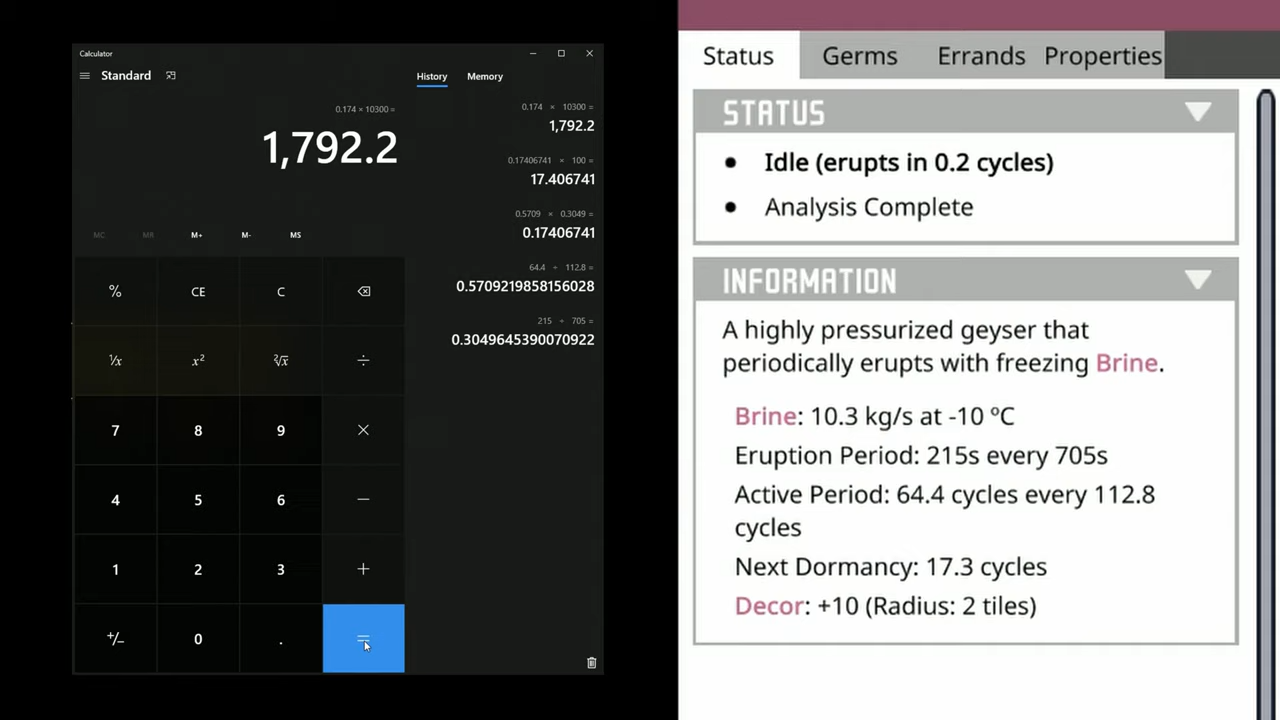 Calculator
Standard
History
Memory
0.174 × 10300 =
1,792.2
MC
MR
M+
M-
MS
%
CE
C
⌫
¹/x
x²
²√x
÷
7
8
9
×
4
5
6
−
1
2
3
+
+/−
0
.
=
0.174 × 10300 =
1,792.2
0.17406741 × 100 =
17.406741
0.5709 × 0.3049 =
0.17406741
64.4 ÷ 112.8 =
0.5709219858156028
215 ÷ 705 =
0.3049645390070922
Status
Germs
Errands
Properties
STATUS
• Idle (erupts in 0.2 cycles)
• Analysis Complete
INFORMATION
A highly pressurized geyser that
periodically erupts with freezing Brine.
Brine: 10.3 kg/s at -10 ºC
Eruption Period: 215s every 705s
Active Period: 64.4 cycles every 112.8
cycles
Next Dormancy: 17.3 cycles
Decor: +10 (Radius: 2 tiles)